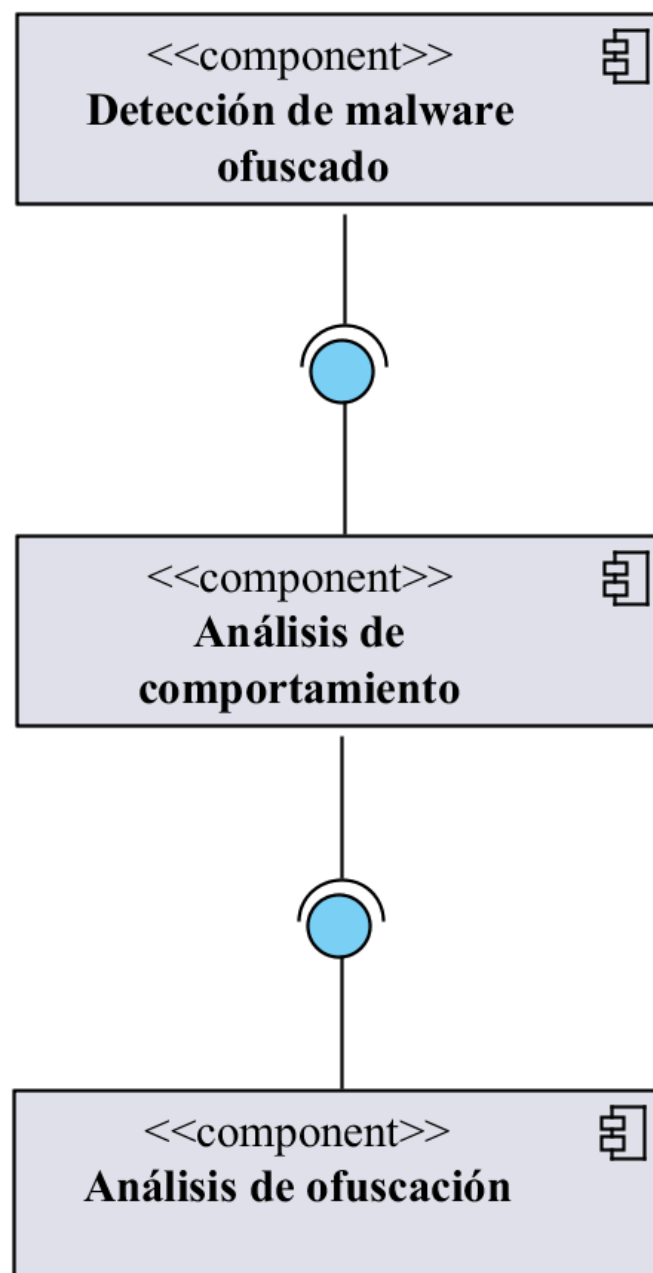 <<component>>
Detección de malware
ofuscado
<<component>>
Análisis de
comportamiento
<<component>>
Análisis de ofuscación